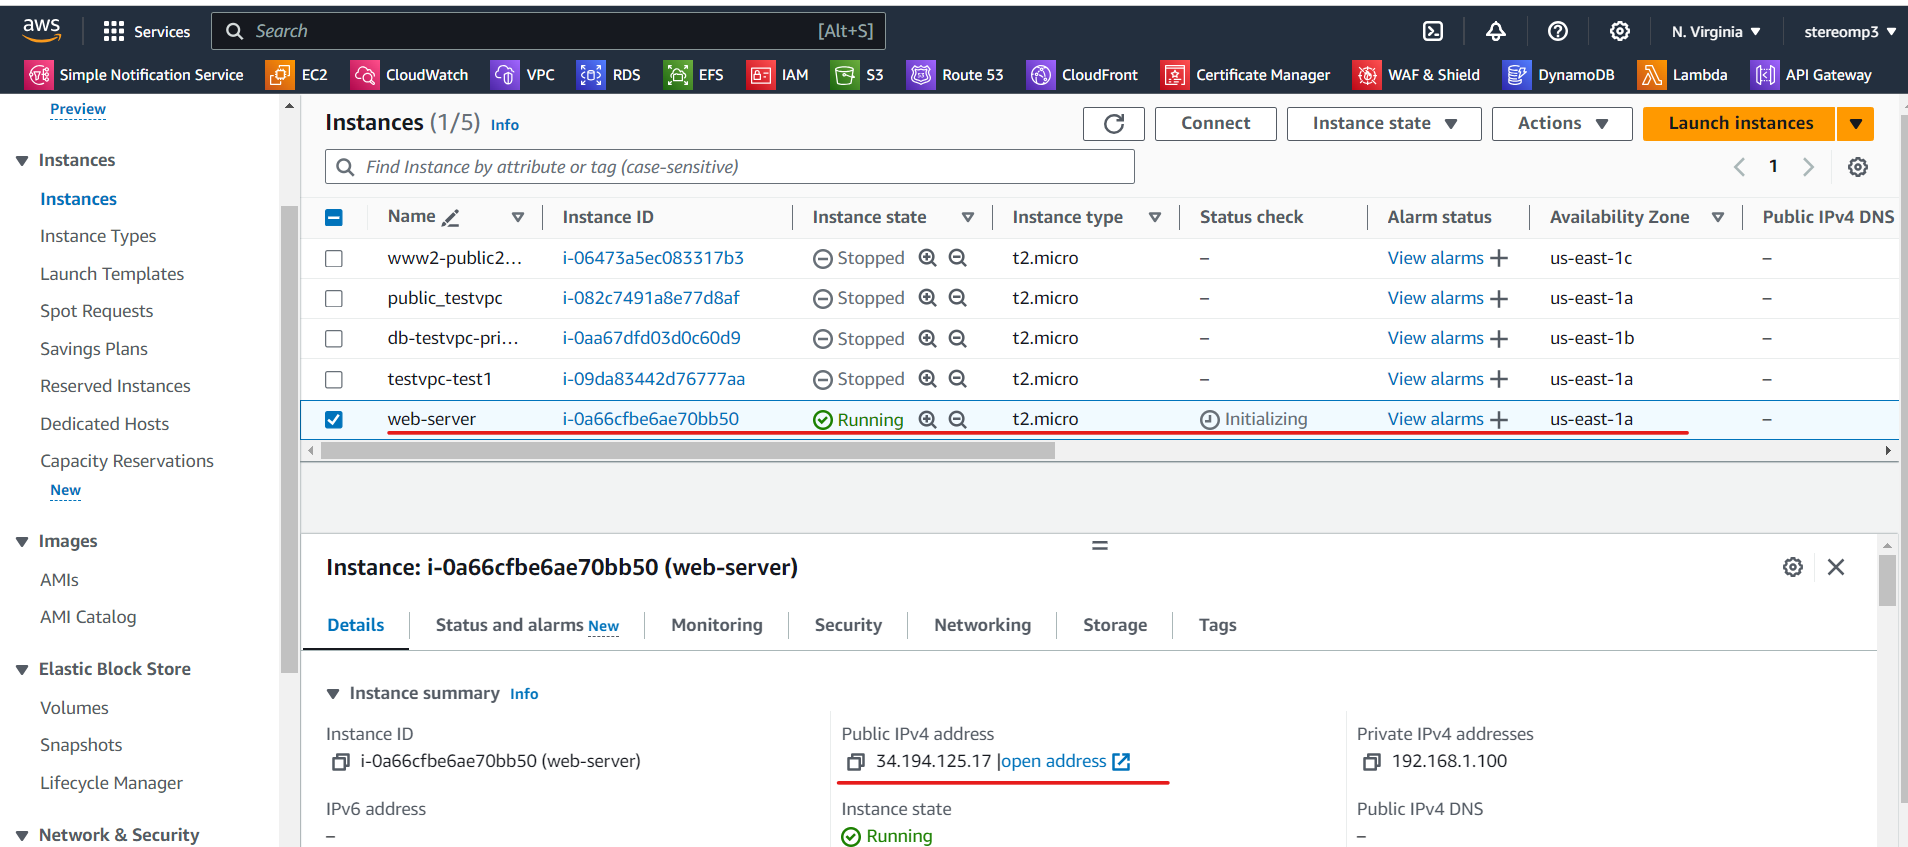 aws Services Search [Alt+S] N. Virginia stereomp3
Simple Notification Service EC2 CloudWatch VPC RDS EFS IAM S3 Route 53 CloudFront Certificate Manager WAF & Shield DynamoDB Lambda API Gateway
Preview
Instances
Instances
Instance Types
Launch Templates
Spot Requests
Savings Plans
Reserved Instances
Dedicated Hosts
Capacity Reservations
New
Images
AMIs
AMI Catalog
Elastic Block Store
Volumes
Snapshots
Lifecycle Manager
Network & Security
Instances (1/5) Info Connect Instance state Actions Launch instances
Find Instance by attribute or tag (case-sensitive) 1
Name Instance ID Instance state Instance type Status check Alarm status Availability Zone Public IPv4 DNS
www2-public2... i-06473a5ec083317b3 Stopped t2.micro – View alarms us-east-1c –
public_testvpc i-082c7491a8e77d8af Stopped t2.micro – View alarms us-east-1a –
db-testvpc-pri... i-0aa67dfd03d0c60d9 Stopped t2.micro – View alarms us-east-1b –
testvpc-test1 i-09da83442d76777aa Stopped t2.micro – View alarms us-east-1a –
web-server i-0a66cfbe6ae70bb50 Running t2.micro Initializing View alarms us-east-1a –
Instance: i-0a66cfbe6ae70bb50 (web-server)
Details Status and alarms New Monitoring Security Networking Storage Tags
Instance summary Info
Instance ID Public IPv4 address Private IPv4 addresses
i-0a66cfbe6ae70bb50 (web-server) 34.194.125.17 |open address 192.168.1.100
IPv6 address Instance state Public IPv4 DNS
– Running –